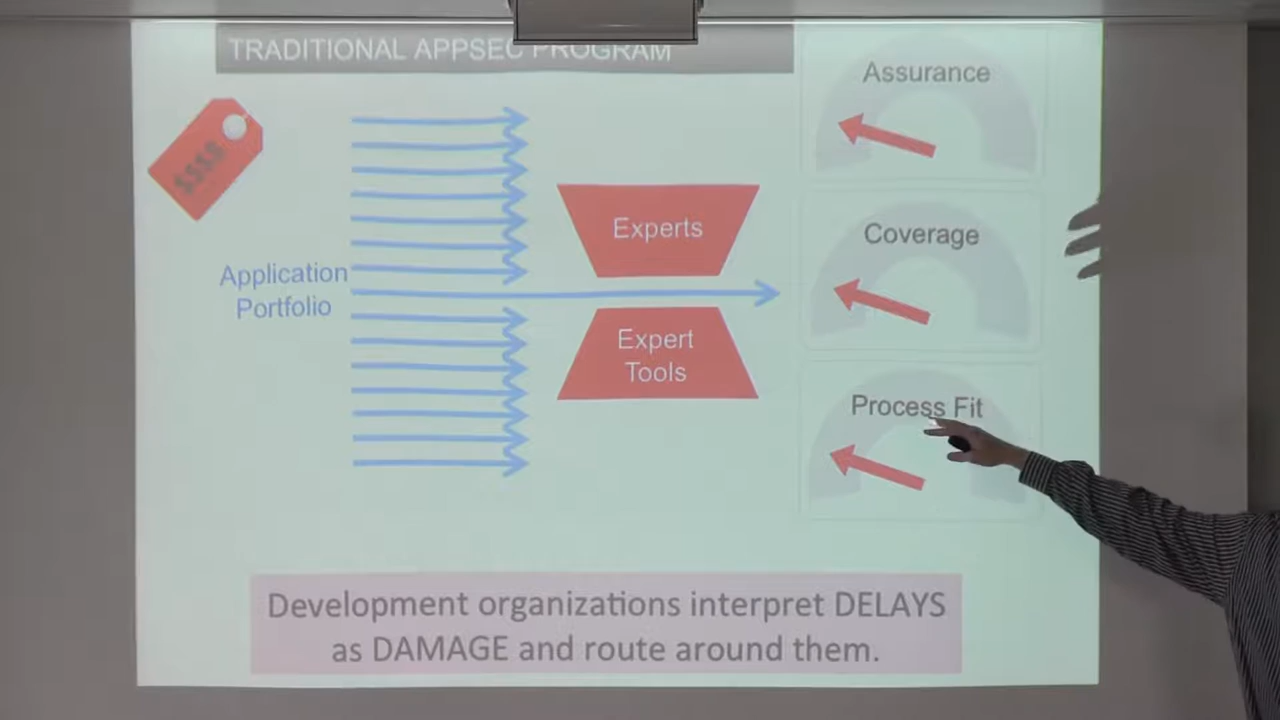 TRADITIONAL APPSEC PROGRAM
$$$$
Application
Portfolio
Experts
Expert
Tools
Assurance
Coverage
Process Fit
Development organizations interpret DELAYS
as DAMAGE and route around them.